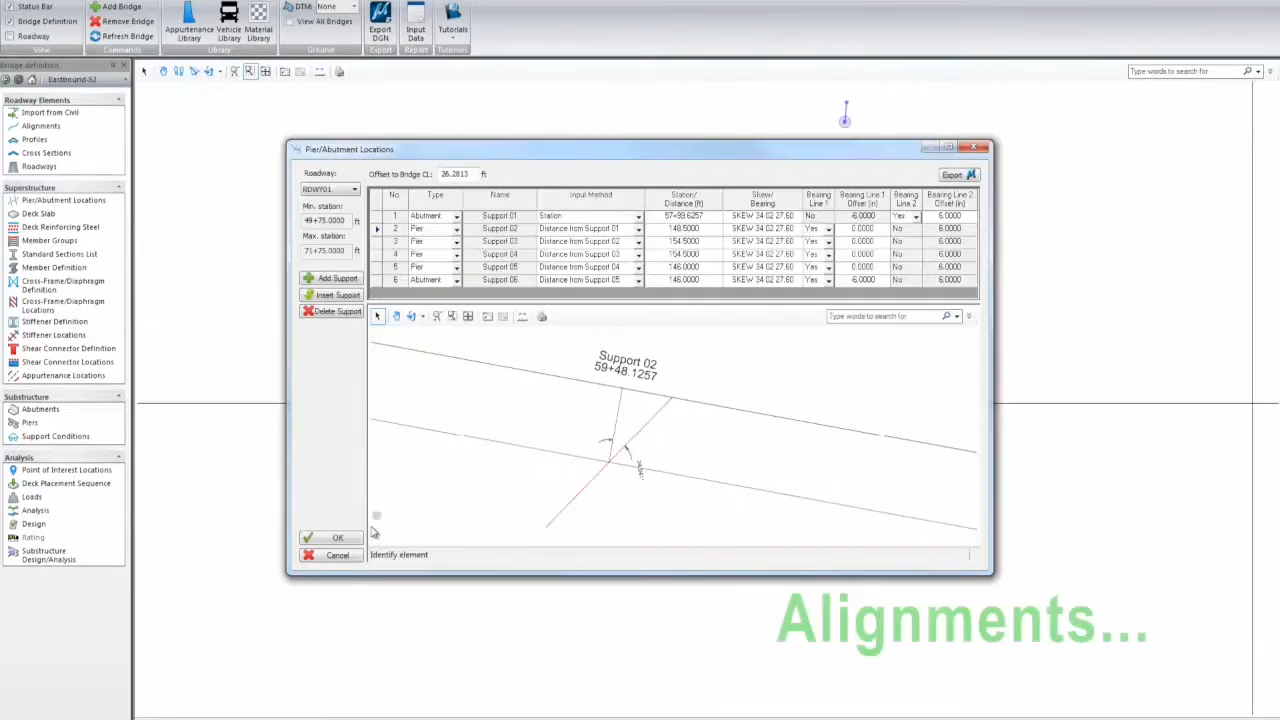 Status Bar
Add Bridge
DTM: None
Bridge Definition
Remove Bridge
View All Bridges
Roadway
Refresh Bridge
Appurtenance Library
Vehicle Library
Material Library
Export DGN
Input Data
Tutorials
View
Commands
Library
Ground
Export
Report
Tutorials
Bridge definition
Eastbound-52
Type words to search for
Roadway Elements
Import from Civil
Alignments
Profiles
Cross Sections
Roadways
Superstructure
Pier/Abutment Locations
Deck Slab
Deck Reinforcing Steel
Member Groups
Standard Sections List
Member Definition
Cross-Frame/Diaphragm
Definition
Cross-Frame/Diaphragm
Locations
Stiffener Definition
Stiffener Locations
Shear Connector Definition
Shear Connector Locations
Appurtenance Locations
Substructure
Abutments
Piers
Support Conditions
Analysis
Point of Interest Locations
Deck Placement Sequence
Loads
Analysis
Design
Rating
Substructure
Design/Analysis
Pier/Abutment Locations
Roadway:
RDWY01
Min. station:
49+75.0000 ft
Max. station:
71+75.0000 ft
Add Support
Insert Support
Delete Support
OK
Cancel
Offset to Bridge CL: 26.2813 ft
Export
No. Type Name Input Method Station/ Distance (ft) Skew/ Bearing Bearing Line 1 Bearing Line 1 Offset (in) Bearing Line 2 Bearing Line 2 Offset (in)
1 Abutment Support 01 Station 57+99.6257 SKEW 34 02 27.60 No -6.0000 Yes 6.0000
2 Pier Support 02 Distance from Support 01 148.5000 SKEW 34 02 27.60 Yes 0.0000 No 6.0000
3 Pier Support 03 Distance from Support 02 154.5000 SKEW 34 02 27.60 Yes 0.0000 No 6.0000
4 Pier Support 04 Distance from Support 03 154.5000 SKEW 34 02 27.60 Yes 0.0000 No 6.0000
5 Pier Support 05 Distance from Support 04 146.0000 SKEW 34 02 27.60 Yes 0.0000 No 6.0000
6 Abutment Support 06 Distance from Support 05 146.0000 SKEW 34 02 27.60 Yes -6.0000 No 6.0000
Type words to search for
Support 02
59+48.1257
Identify element
Alignments...